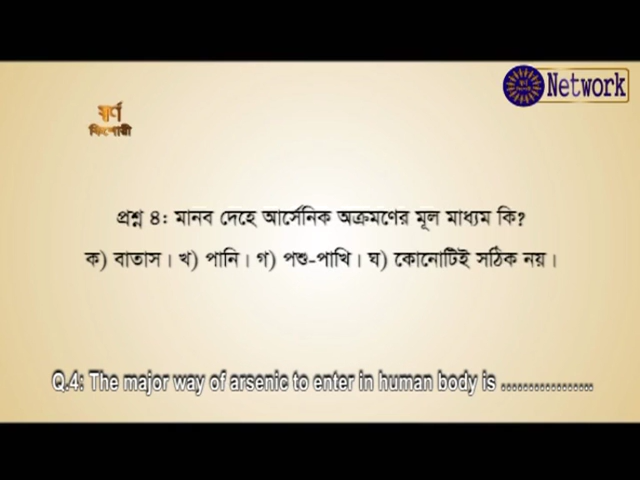 Network
স্বর্ণ
কিশোরী
প্রশ্ন ৪: মানব দেহে আর্সেনিক অক্রমণের মূল মাধ্যম কি?
ক) বাতাস। খ) পানি। গ) পশু-পাখি। ঘ) কোনোটিই সঠিক নয়।
Q.4: The major way of arsenic to enter in human body is .................